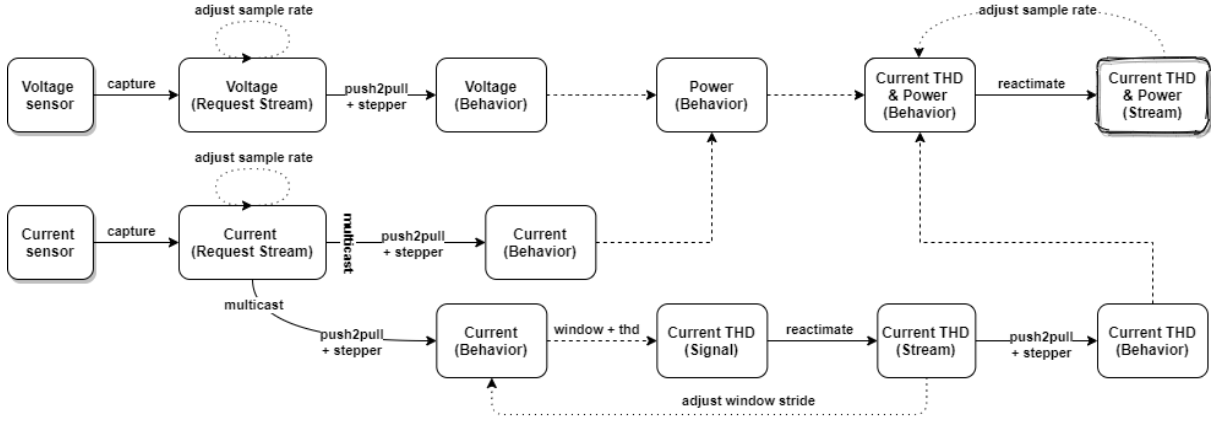 adjust sample rate
adjust sample rate
Voltage
sensor
capture
Voltage
(Request Stream)
push2pull
+ stepper
Voltage
(Behavior)
Power
(Behavior)
Current THD
& Power
(Behavior)
reactimate
Current THD
& Power
(Stream)
adjust sample rate
Current
sensor
capture
Current
(Request Stream)
multicast
push2pull
+ stepper
Current
(Behavior)
multicast
push2pull
+ stepper
Current
(Behavior)
window + thd
Current THD
(Signal)
reactimate
Current THD
(Stream)
push2pull
+ stepper
Current THD
(Behavior)
adjust window stride